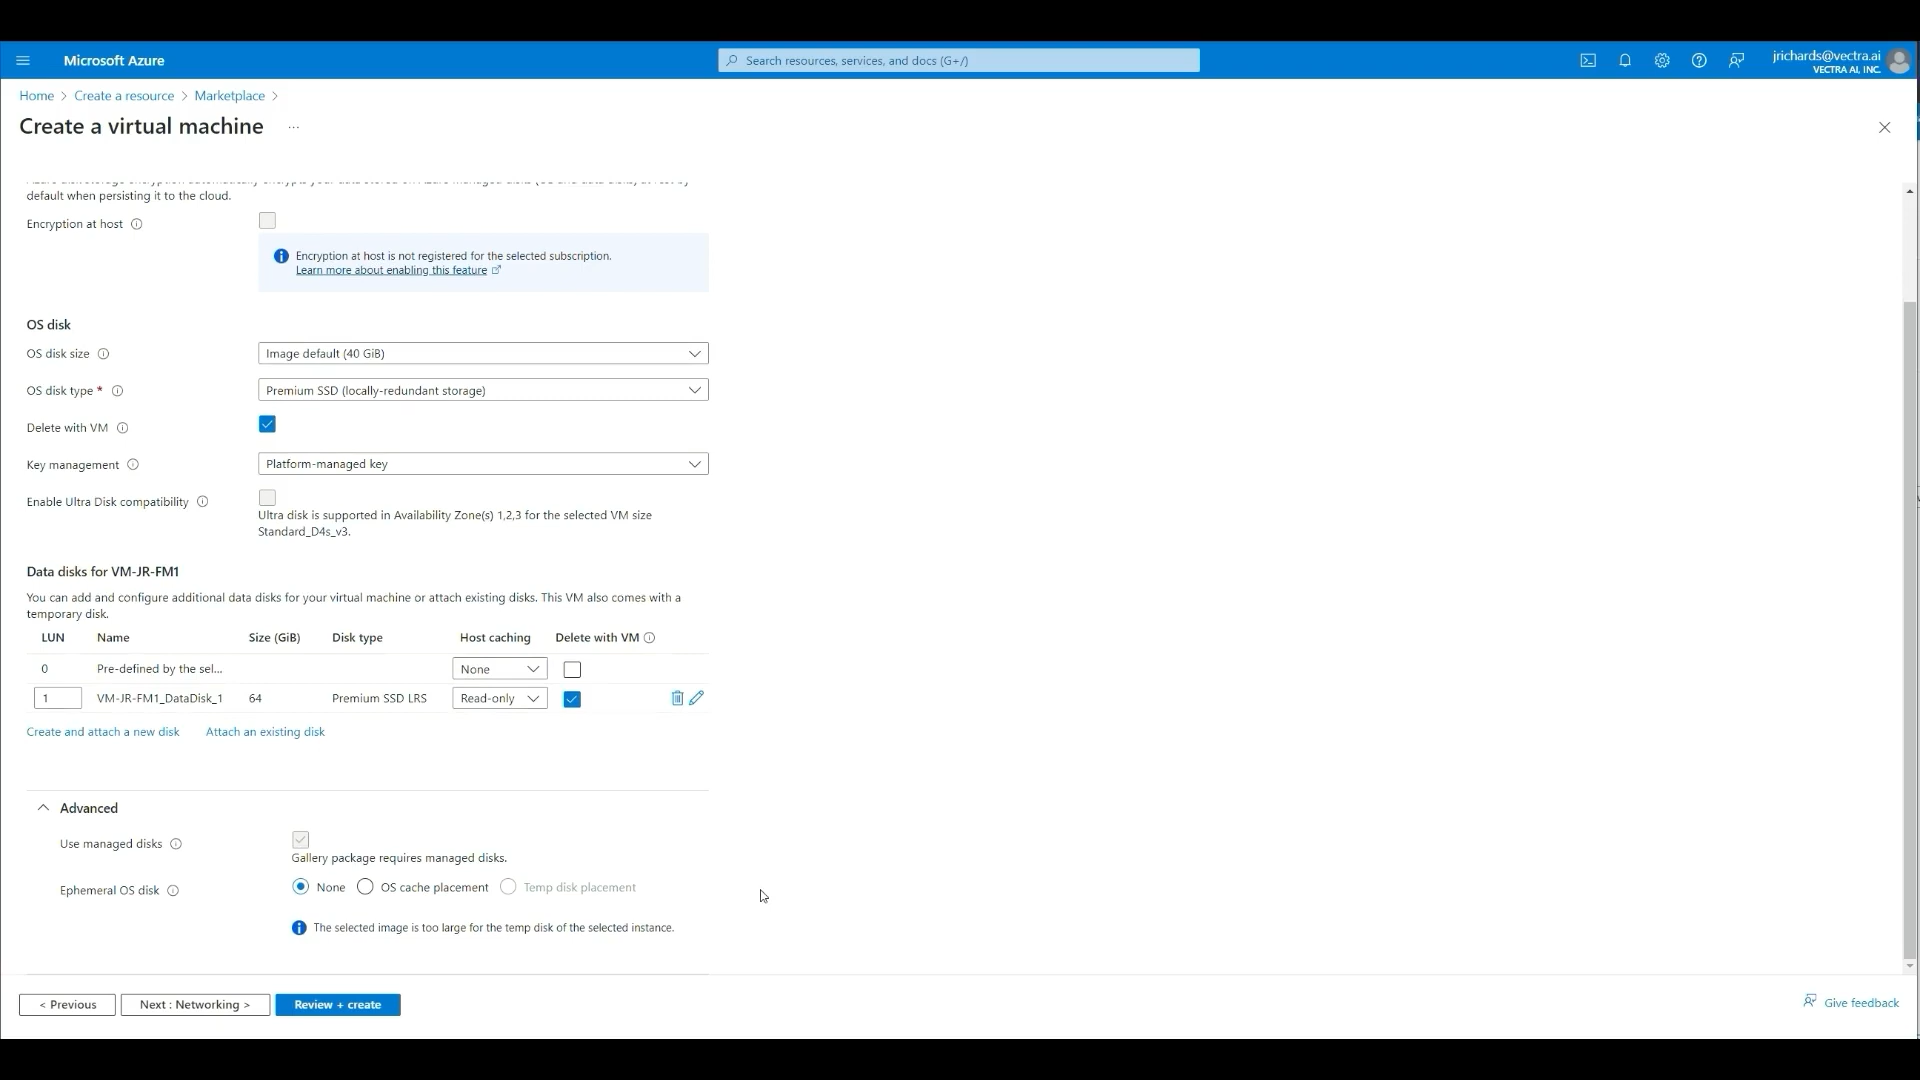 Microsoft Azure
Search resources, services, and docs (G+/)
jrichards@vectra.ai
VECTRA AI, INC.
Home > Create a resource > Marketplace >
Create a virtual machine ...
default when persisting it to the cloud.
Encryption at host
Encryption at host is not registered for the selected subscription.
Learn more about enabling this feature
OS disk
OS disk size
Image default (40 GiB)
OS disk type *
Premium SSD (locally-redundant storage)
Delete with VM
Key management
Platform-managed key
Enable Ultra Disk compatibility
Ultra disk is supported in Availability Zone(s) 1,2,3 for the selected VM size
Standard_D4s_v3.
Data disks for VM-JR-FM1
You can add and configure additional data disks for your virtual machine or attach existing disks. This VM also comes with a
temporary disk.
LUN Name Size (GiB) Disk type Host caching Delete with VM
0 Pre-defined by the sel... None
1 VM-JR-FM1_DataDisk_1 64 Premium SSD LRS Read-only
Create and attach a new disk Attach an existing disk
Advanced
Use managed disks
Gallery package requires managed disks.
Ephemeral OS disk
None OS cache placement Temp disk placement
The selected image is too large for the temp disk of the selected instance.
< Previous Next : Networking > Review + create
Give feedback